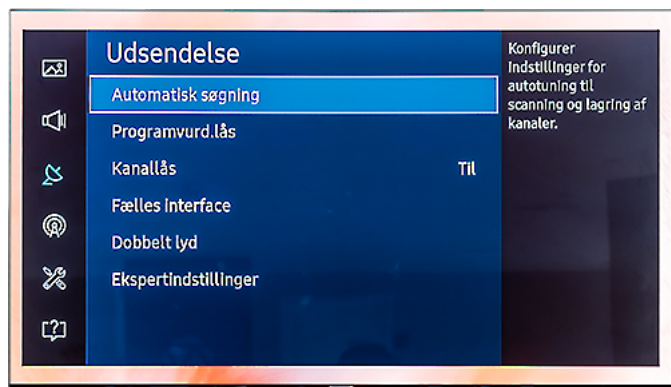 Udsendelse
Automatisk søgning
Programvurd.lås
Kanallås Til
Fælles interface
Dobbelt lyd
Ekspertindstillinger
Konfigurer
indstillinger for
autotuning til
scanning og lagring af
kanaler.